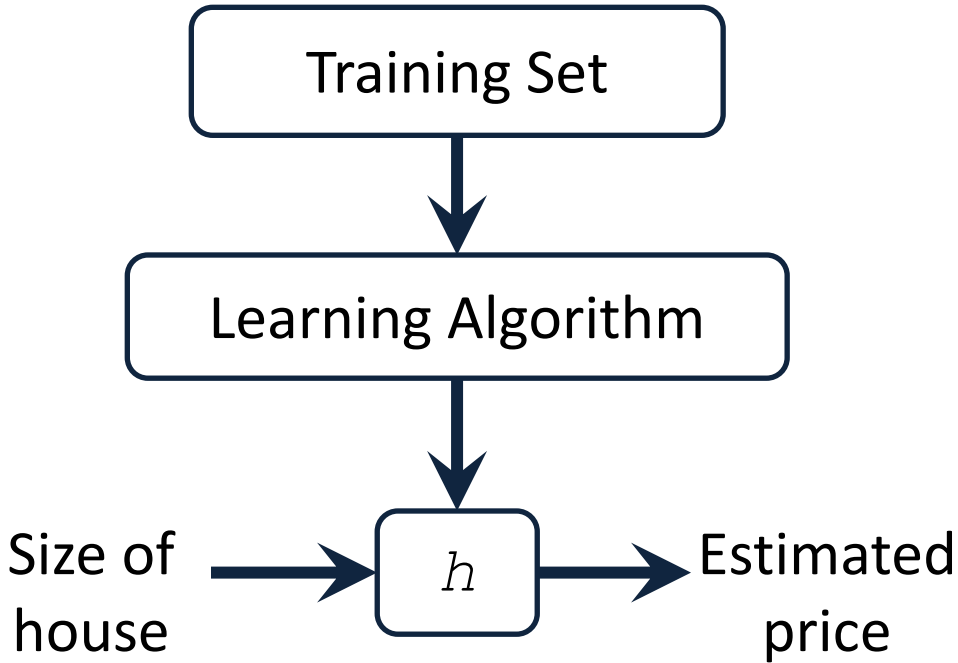 Training Set
Learning Algorithm
Size of
house
h
Estimated
price